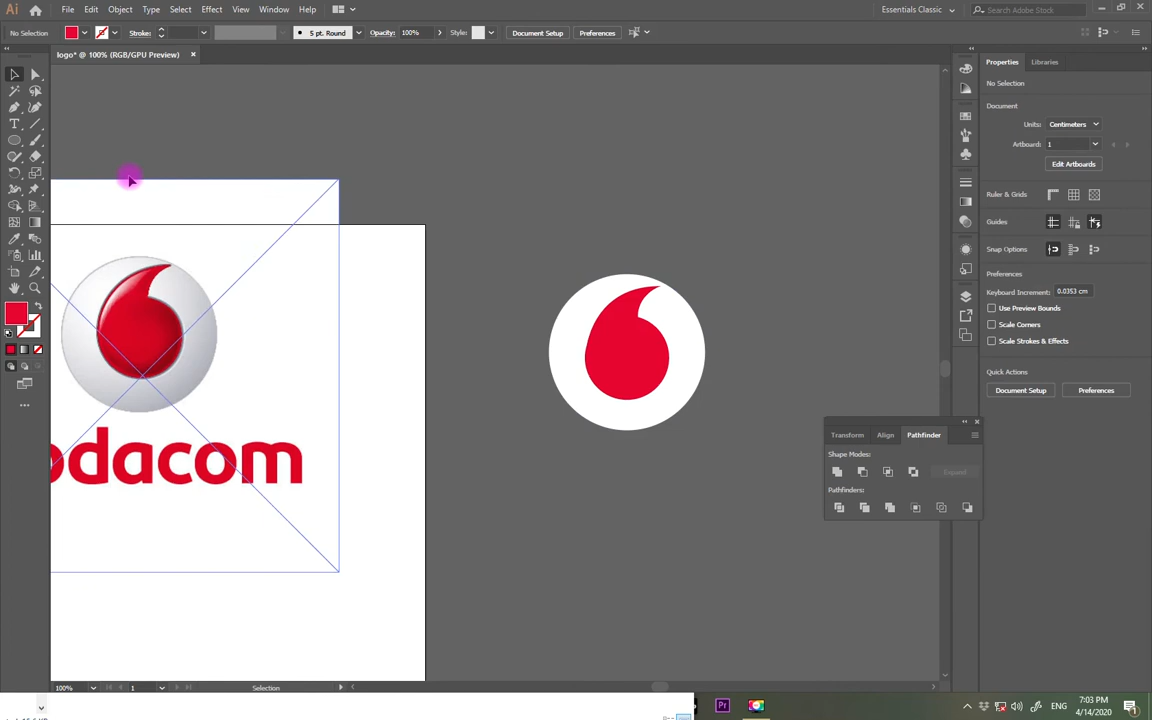 Ai File Edit Object Type Select Effect View Window Help Essentials Classic Search Adobe Stock
No Selection Stroke: 5 pt. Round Opacity: 100% Style: Document Setup Preferences
logo* @ 100% (RGB/GPU Preview)
Properties Libraries
No Selection
Document
Units: Centimeters
Artboard: 1
Edit Artboards
Ruler & Grids
Guides
Snap Options
Preferences
Keyboard Increment: 0.0353 cm
Use Preview Bounds
Scale Corners
Scale Strokes & Effects
Quick Actions
Document Setup Preferences
Transform Align Pathfinder
Shape Modes:
Expand
Pathfinders:
odacom
100% 1 Selection
Pr ENG 7:03 PM
4/14/2020